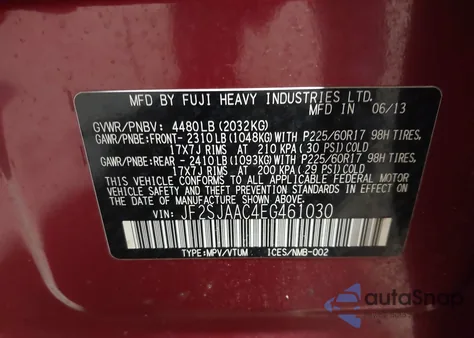 MFD BY FUJI HEAVY INDUSTRIES LTD.
MFD IN 06/13
GVWR/PNBV: 4480LB (2032KG)
GAWR/PNBE:FRONT- 2310 LB (1048KG) WITH P225/60R17 98H TIRES,
17X7J RIMS AT 210 KPA (30 PSI) COLD
GAWR/PNBE:REAR - 2410 LB (1093KG) WITH P225/60R17 98H TIRES,
17X7J RIMS AT 200 KPA (29 PSI) COLD
THIS VEHICLE CONFORMS TO ALL APPLICABLE FEDERAL MOTOR
VEHICLE SAFETY AND THEFT PREVENTION STANDARDS IN EFFECT ON
THE DATE OF MANUFACTURE SHOWN ABOVE.
VIN: JF2SJAAC4EG461030
TYPE:MPV/VTUM ICES/NMB-002
autoSnap